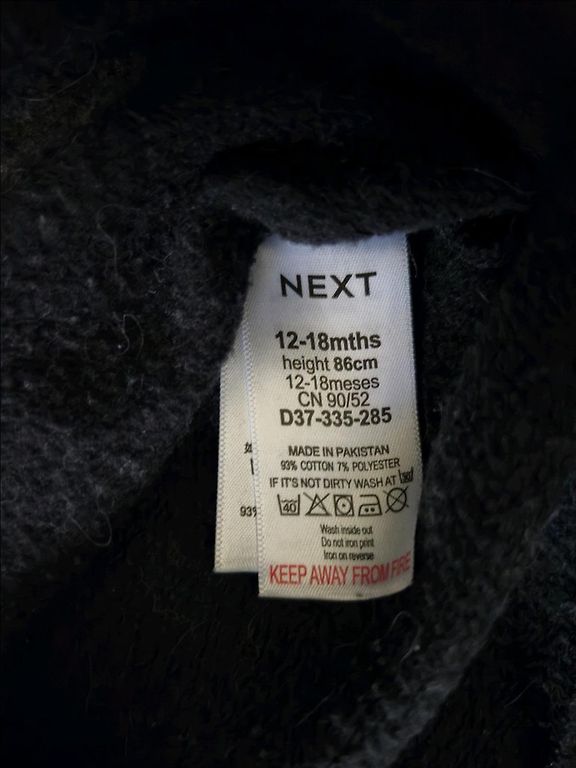 NEXT
12-18mths
height 86cm
12-18meses
CN 90/52
D37-335-285
MADE IN PAKISTAN
93% COTTON 7% POLYESTER
IF IT'S NOT DIRTY WASH AT
40
Wash inside out
Do not iron print
Iron on reverse
KEEP AWAY FROM FIRE
93%